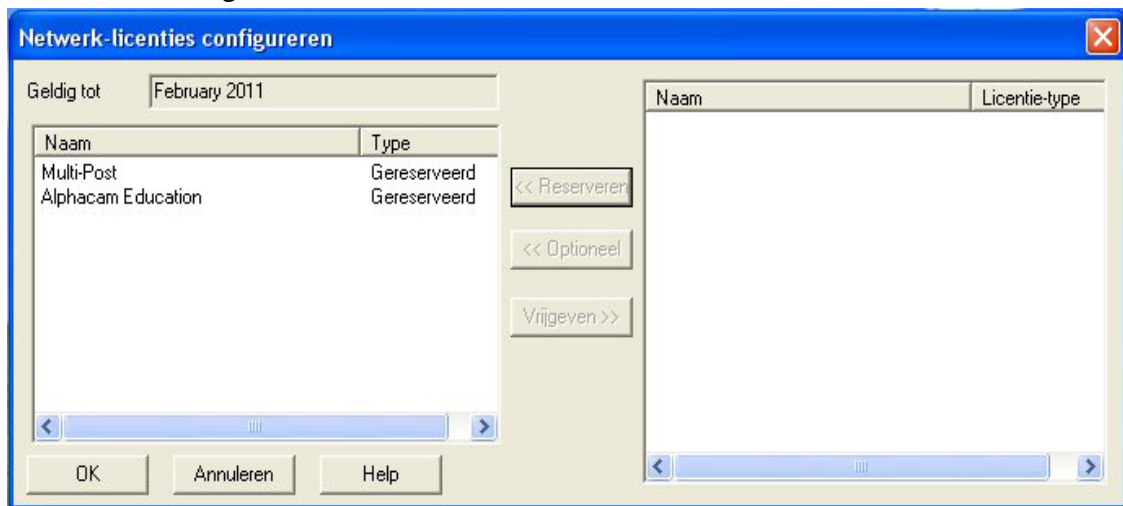 Netwerk-licenties configureren
Geldig tot February 2011
Naam Type
Multi-Post Gereserveerd
Alphacam Education Gereserveerd
<< Reserveren
<< Optioneel
Vrijgeven >>
Naam Licentie-type
OK Annuleren Help